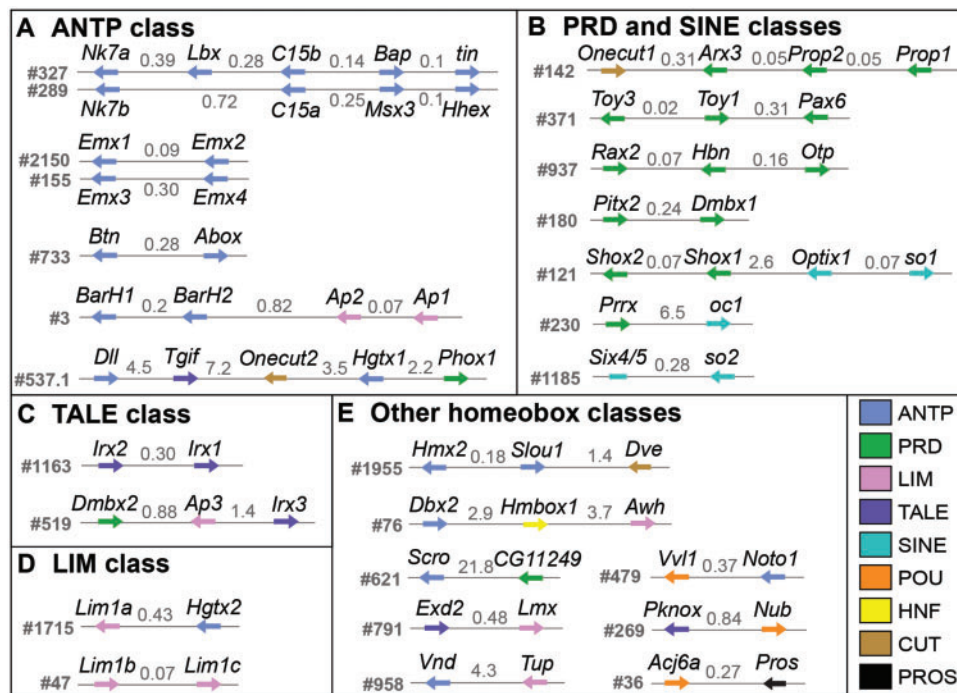 A ANTP class
Nk7a 0.39 Lbx 0.28 C15b 0.14 Bap 0.1 tin
#327
#289
Nk7b 0.72 C15a 0.25 Msx3 0.1 Hhex
Emx1 0.09 Emx2
#2150
#155
Emx3 0.30 Emx4
Btn 0.28 Abox
#733
BarH1 0.2 BarH2 0.82 Ap2 0.07 Ap1
#3
Dll 4.5 Tgif 7.2 Onecut2 3.5 Hgtx1 2.2 Phox1
#537.1
B PRD and SINE classes
Onecut1 0.31 Arx3 0.05 Prop2 0.05 Prop1
#142
Toy3 0.02 Toy1 0.31 Pax6
#371
Rax2 0.07 Hbn 0.16 Otp
#937
Pitx2 0.24 Dmbx1
#180
#121
Shox2 0.07 Shox1 2.6 Optix1 0.07 so1
Prrx 6.5 oc1
#230
Six4/5 0.28 so2
#1185
C TALE class
Irx2 0.30 Irx1
#1163
Dmbx2 0.88 Ap3 1.4 Irx3
#519
D LIM class
Lim1a 0.43 Hgtx2
#1715
Lim1b 0.07 Lim1c
#47
E Other homeobox classes
Hmx2 0.18 Slou1 1.4 Dve
#1955
Dbx2 2.9 Hmbox1 3.7 Awh
#76
Scro 21.8 CG11249
#621
Vvl1 0.37 Noto1
#479
Exd2 0.48 Lmx
#791
Pknox 0.84 Nub
#269
Vnd 4.3 Tup
#958
Acj6a 0.27 Pros
#36
ANTP
PRD
LIM
TALE
SINE
POU
HNF
CUT
PROS